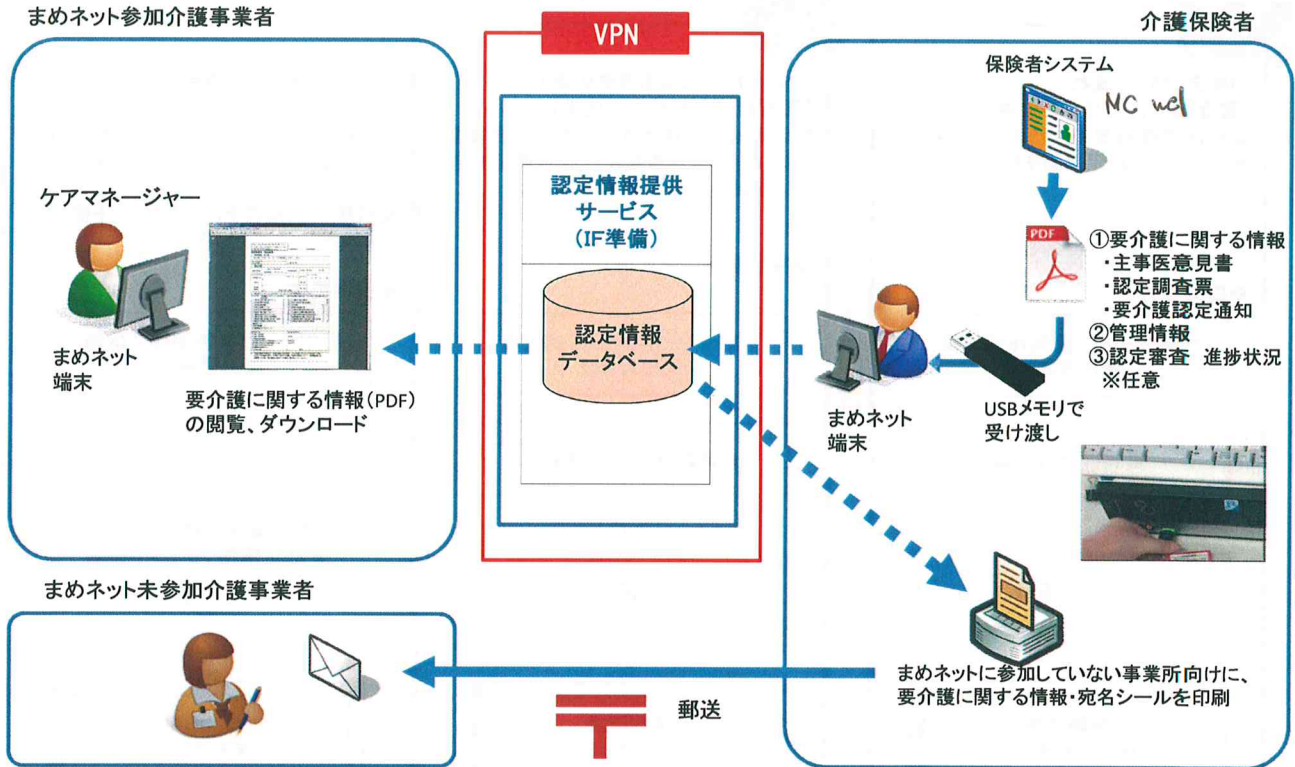 まめネット参加介護事業者
ケアマネージャー
まめネット
端末
要介護に関する情報(PDF)
の閲覧、ダウンロード
VPN
認定情報提供
サービス
(IF準備)
認定情報
データベース
介護保険者
保険者システム
MC wel
PDF
①要介護に関する情報
・主事医意見書
・認定調査票
・要介護認定通知
②管理情報
③認定審査 進捗状況
※任意
まめネット
端末
USBメモリで
受け渡し
まめネットに参加していない事業所向けに、
要介護に関する情報・宛名シールを印刷
まめネット未参加介護事業者
郵送